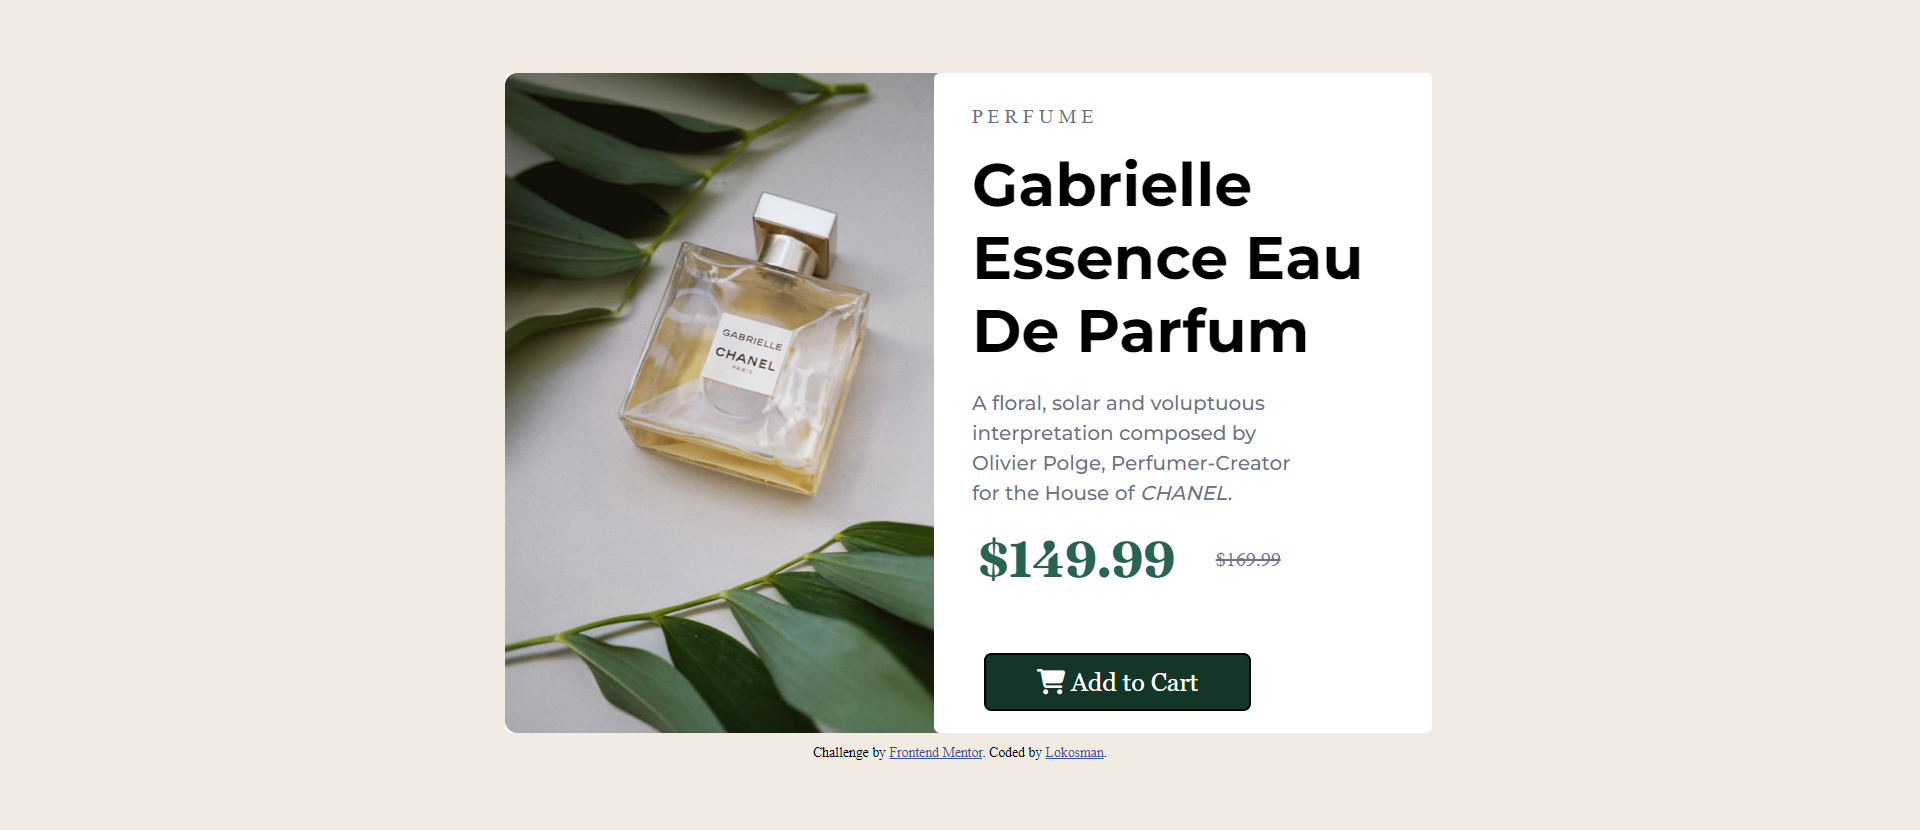 GABRIELLE
CHANEL
PARIS
PERFUME
Gabrielle
Essence Eau
De Parfum
A floral, solar and voluptuous
interpretation composed by
Olivier Polge, Perfumer-Creator
for the House of CHANEL.
$149.99 $169.99
Add to Cart
Challenge by Frontend Mentor. Coded by Lokosman.